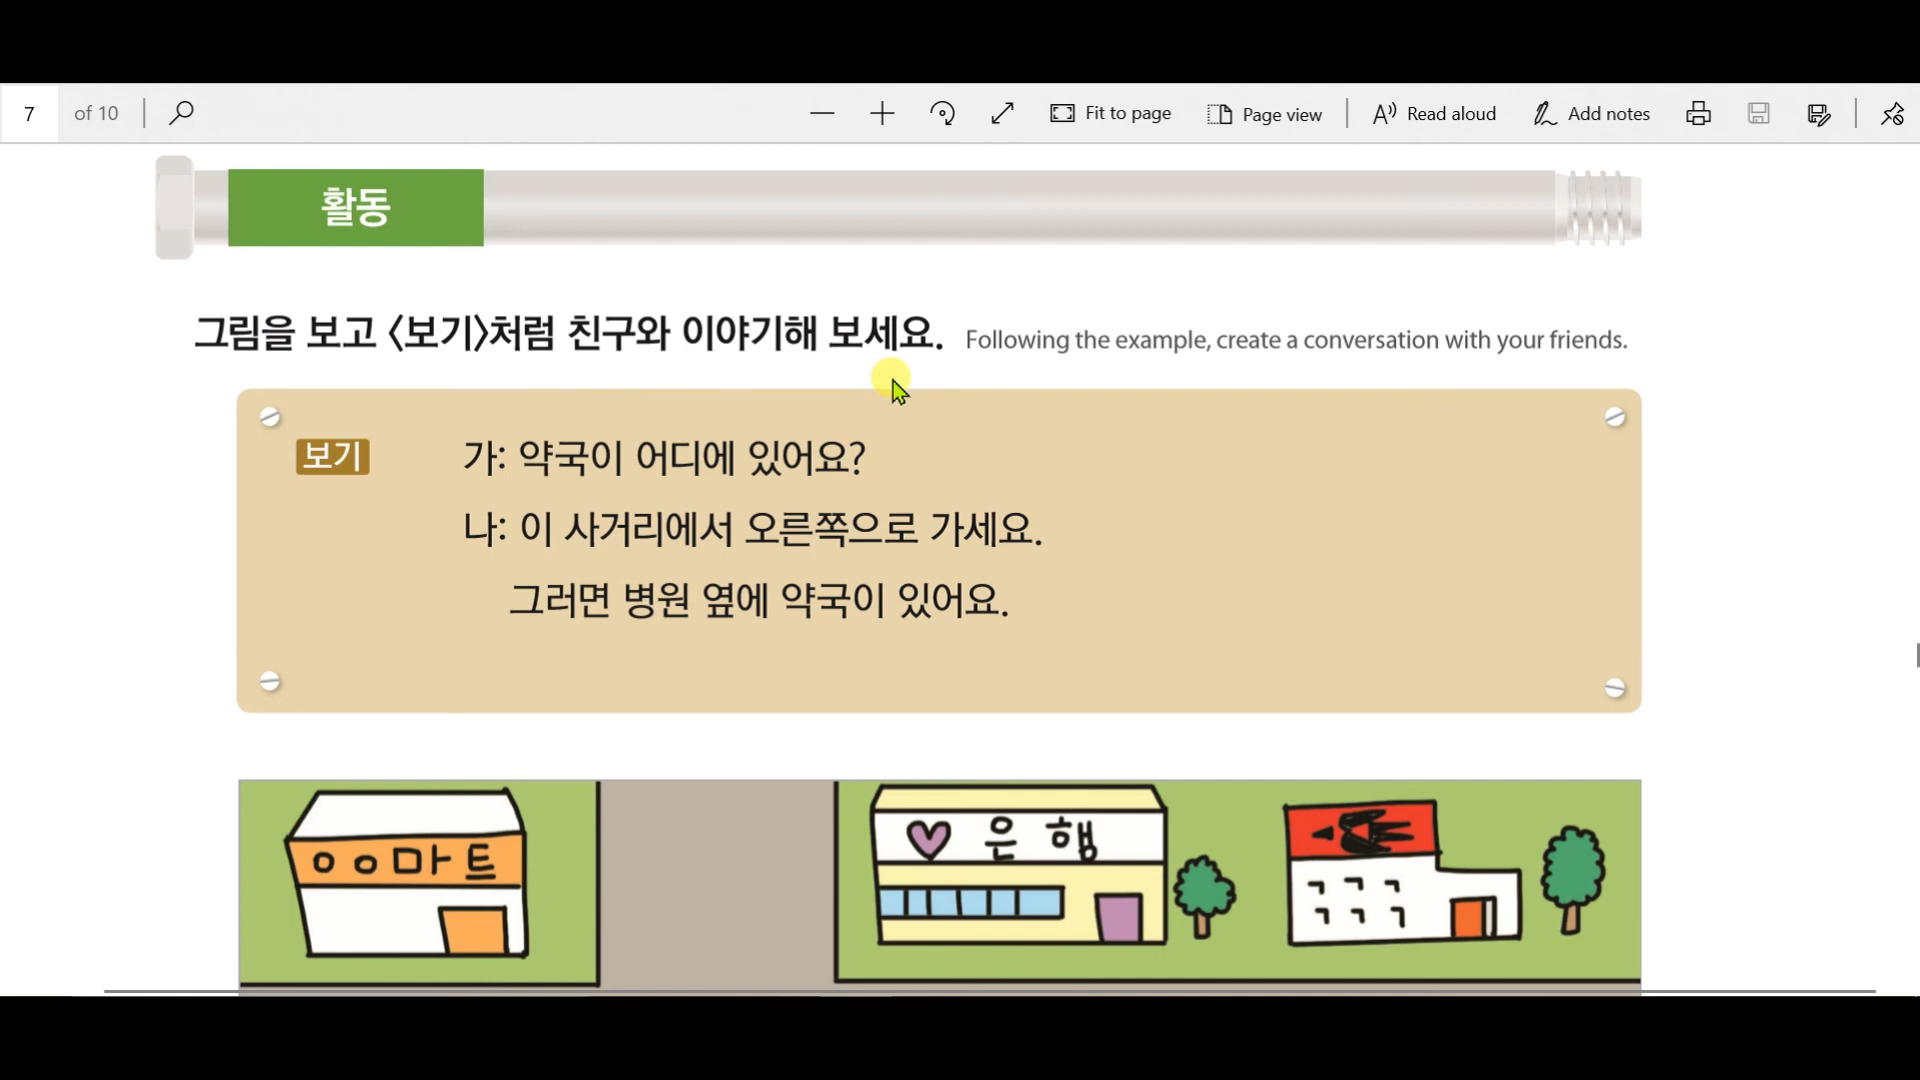 7 of 10 Fit to page Page view Read aloud Add notes
활동
그림을 보고 〈보기〉처럼 친구와 이야기해 보세요. Following the example, create a conversation with your friends.
보기 가: 약국이 어디에 있어요?
나: 이 사거리에서 오른쪽으로 가세요.
그러면 병원 옆에 약국이 있어요.
ㅇㅇ마트
은행